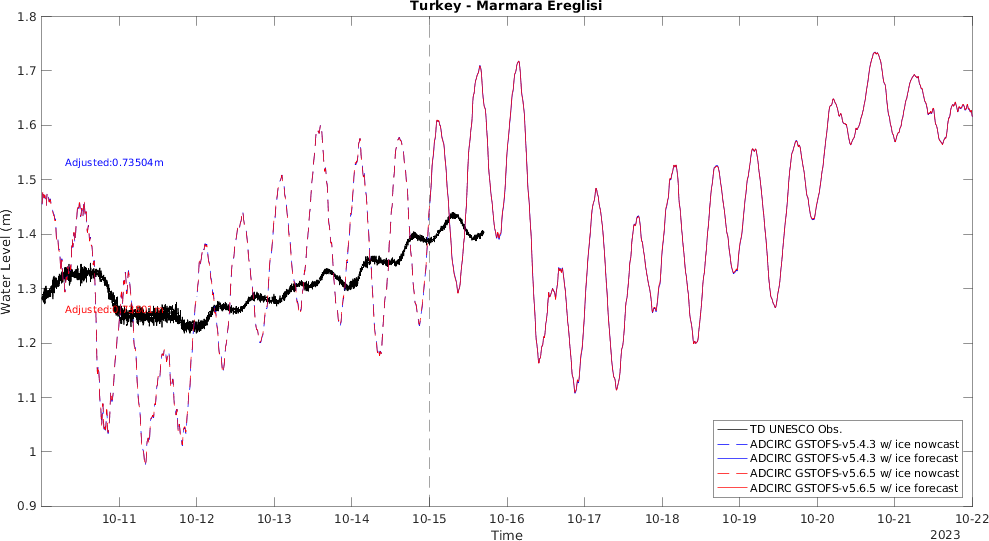 Turkey - Marmara Ereglisi
1.8
1.7
1.6
1.5
1.4
1.3
1.2
1.1
1
0.9
Water Level (m)
Adjusted:0.73504m
Adjusted:
TD UNESCO Obs.
ADCIRC GSTOFS-v5.4.3 w/ ice nowcast
ADCIRC GSTOFS-v5.4.3 w/ ice forecast
ADCIRC GSTOFS-v5.6.5 w/ ice nowcast
ADCIRC GSTOFS-v5.6.5 w/ ice forecast
10-11 10-12 10-13 10-14 10-15 10-16 10-17 10-18 10-19 10-20 10-21 10-22
Time
2023